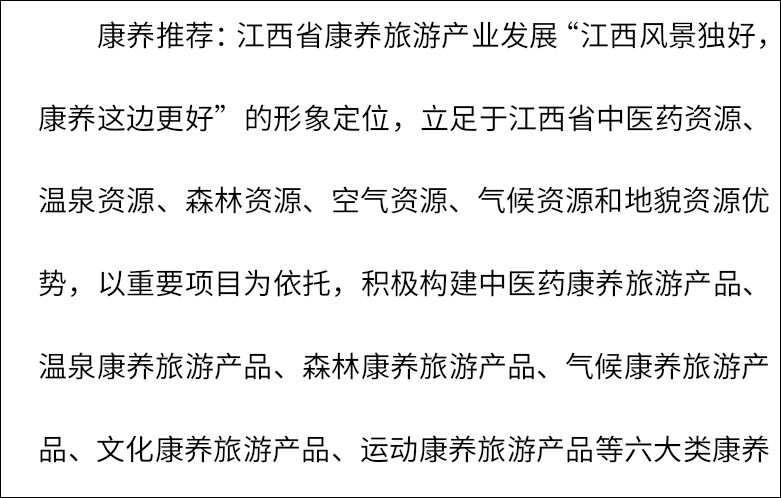 康养推荐：江西省康养旅游产业发展“江西风景独好，
康养这边更好”的形象定位，立足于江西省中医药资源、
温泉资源、森林资源、空气资源、气候资源和地貌资源优
势，以重要项目为依托，积极构建中医药康养旅游产品、
温泉康养旅游产品、森林康养旅游产品、气候康养旅游产
品、文化康养旅游产品、运动康养旅游产品等六大类康养